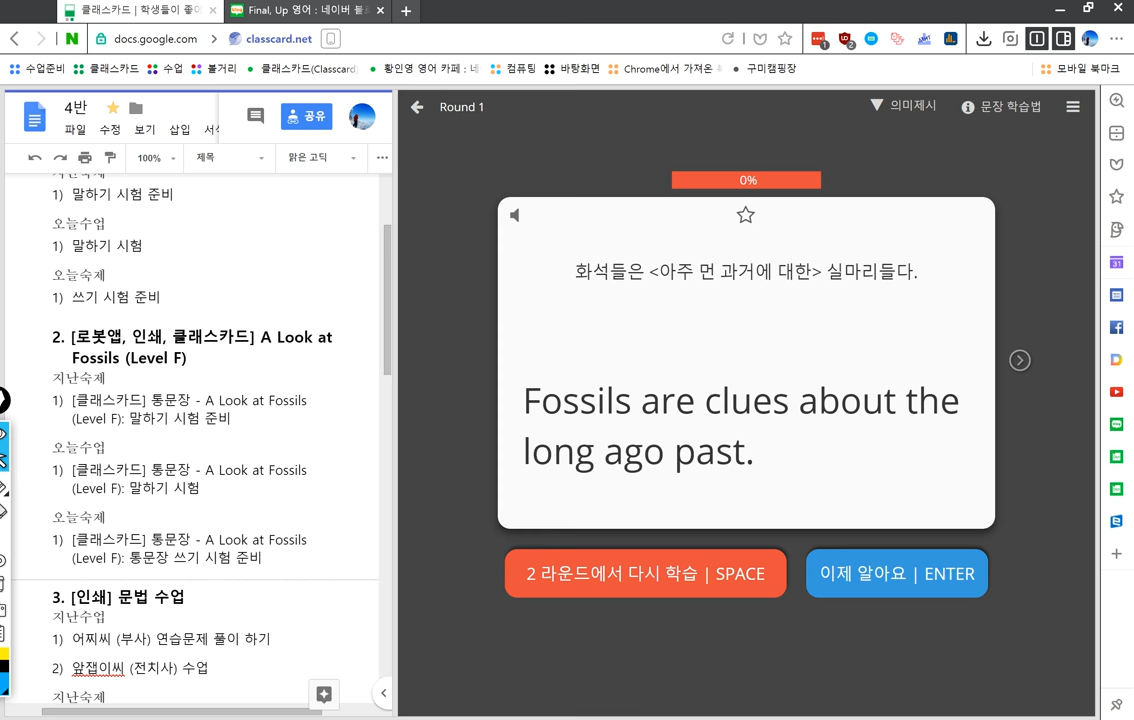 클래스카드 | 학생들이 좋아
Final, Up 영어 : 네이버 블로
docs.google.com
classcard.net
수업준비
클래스카드
수업
볼거리
클래스카드(Classcard
황인영 영어 카페 : 네
컴퓨팅
바탕화면
Chrome에서 가져온 북
구미캠핑장
모바일 북마크
4반
파일 수정 보기 삽입 서식
공유
100% 제목 맑은 고딕
지난숙제
1) 말하기 시험 준비
오늘수업
1) 말하기 시험
오늘숙제
1) 쓰기 시험 준비
2. [로봇앱, 인쇄, 클래스카드] A Look at
Fossils (Level F)
지난숙제
1) [클래스카드] 통문장 - A Look at Fossils
(Level F): 말하기 시험 준비
오늘수업
1) [클래스카드] 통문장 - A Look at Fossils
(Level F): 말하기 시험
오늘숙제
1) [클래스카드] 통문장 - A Look at Fossils
(Level F): 통문장 쓰기 시험 준비
3. [인쇄] 문법 수업
지난수업
1) 어찌씨 (부사) 연습문제 풀이 하기
2) 앞잽이씨 (전치사) 수업
지난숙제
Round 1
의미제시
문장 학습법
0%
화석들은 <아주 먼 과거에 대한> 실마리들다.
Fossils are clues about the
long ago past.
2 라운드에서 다시 학습 | SPACE
이제 알아요 | ENTER